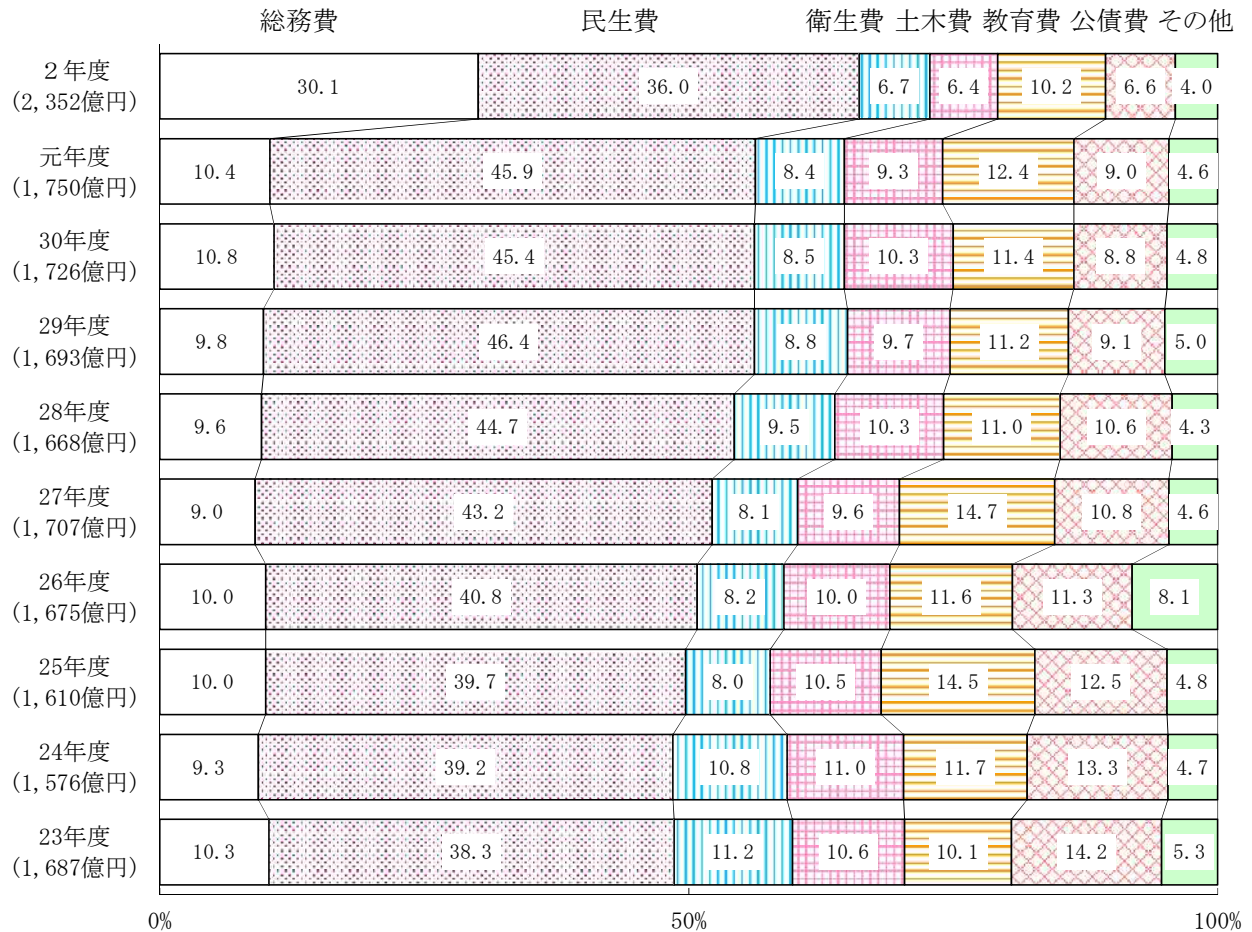 総務費 民生費 衛生費 土木費 教育費 公債費 その他
２年度
(2,352億円)
30.1 36.0 6.7 6.4 10.2 6.6 4.0
元年度
(1,750億円)
10.4 45.9 8.4 9.3 12.4 9.0 4.6
30年度
(1,726億円)
10.8 45.4 8.5 10.3 11.4 8.8 4.8
29年度
(1,693億円)
9.8 46.4 8.8 9.7 11.2 9.1 5.0
28年度
(1,668億円)
9.6 44.7 9.5 10.3 11.0 10.6 4.3
27年度
(1,707億円)
9.0 43.2 8.1 9.6 14.7 10.8 4.6
26年度
(1,675億円)
10.0 40.8 8.2 10.0 11.6 11.3 8.1
25年度
(1,610億円)
10.0 39.7 8.0 10.5 14.5 12.5 4.8
24年度
(1,576億円)
9.3 39.2 10.8 11.0 11.7 13.3 4.7
23年度
(1,687億円)
10.3 38.3 11.2 10.6 10.1 14.2 5.3
0% 50% 100%